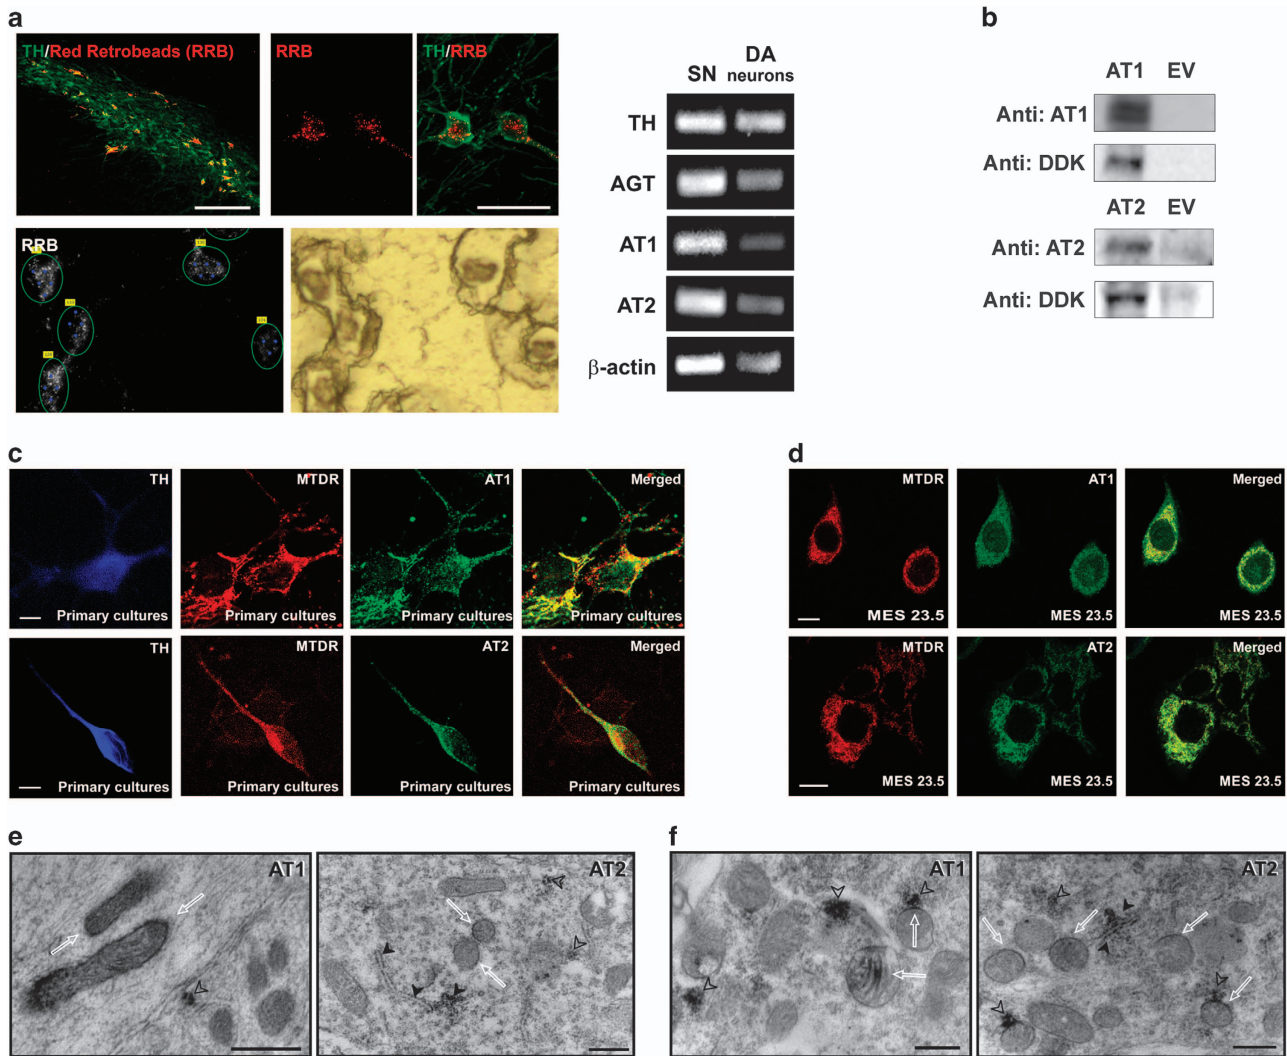 a
TH/Red Retrobeads (RRB)
RRB
TH/RRB
RRB
SN
DA
neurons
TH
AGT
AT1
AT2
β-actin
b
AT1 EV
Anti: AT1
Anti: DDK
AT2 EV
Anti: AT2
Anti: DDK
c
TH
Primary cultures
MTDR
Primary cultures
AT1
Primary cultures
Merged
Primary cultures
TH
Primary cultures
MTDR
Primary cultures
AT2
Primary cultures
Merged
Primary cultures
d
MTDR
MES 23.5
AT1
MES 23.5
Merged
MES 23.5
MTDR
MES 23.5
AT2
MES 23.5
Merged
MES 23.5
e
AT1
AT2
f
AT1
AT2